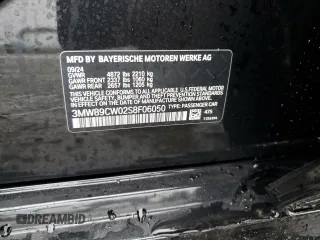 MFD BY BAYERISCHE MOTOREN WERKE AG
09/24
GVWR 4872 lbs 2210 kg
GAWR FRONT 2337 lbs 1060 kg
GAWR REAR 2657 lbs 1205 kg
THIS VEHICLE CONFORMS TO ALL APPLICABLE U.S. FEDERAL MOTOR
VEHICLE SAFETY AND THEFT PREVENTION STANDARDS IN EFFECT
ON THE DATE OF MANUFACTURE SHOWN ABOVE
3MW89CW02S8F06050 TYPE: PASSENGER CAR
475
DREAMBID